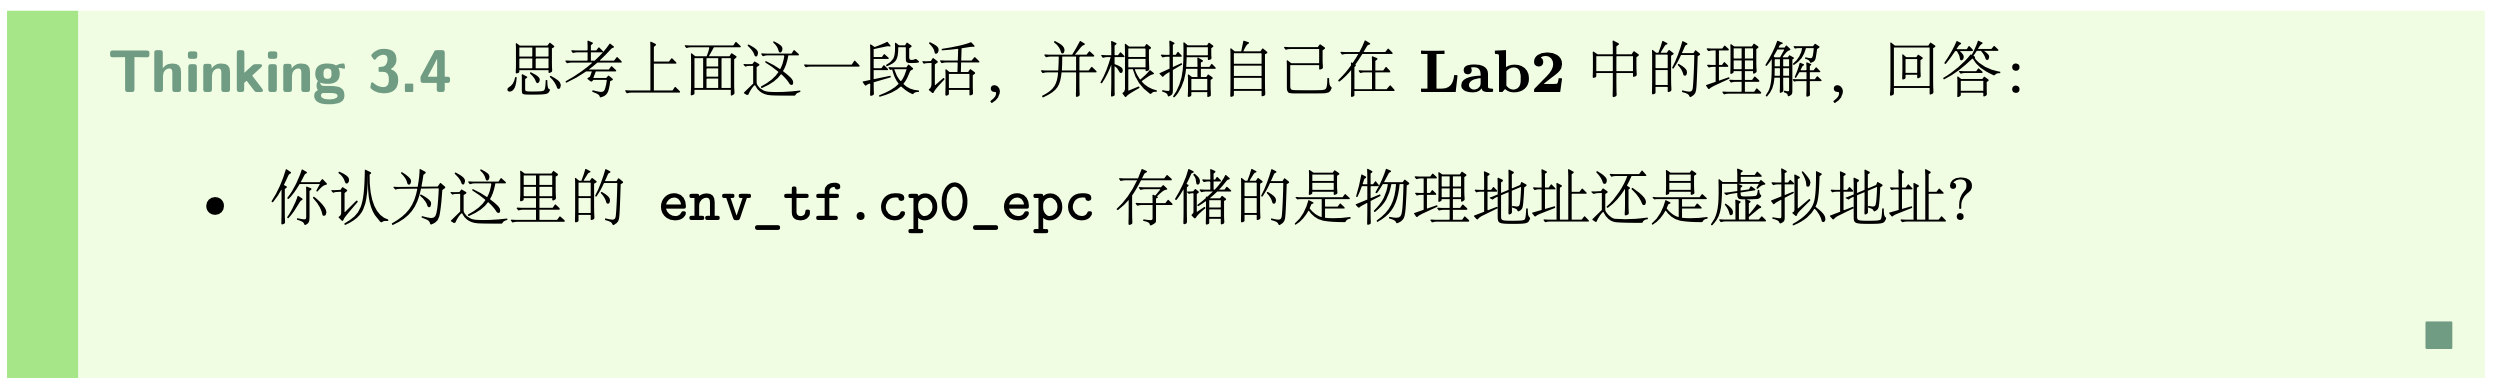 Thinking 3.4 思考上面这一段话，并根据自己在 Lab2 中的理解，回答：
• 你认为这里的 env_tf.cp0_epc 存储的是物理地址还是虚拟地址?